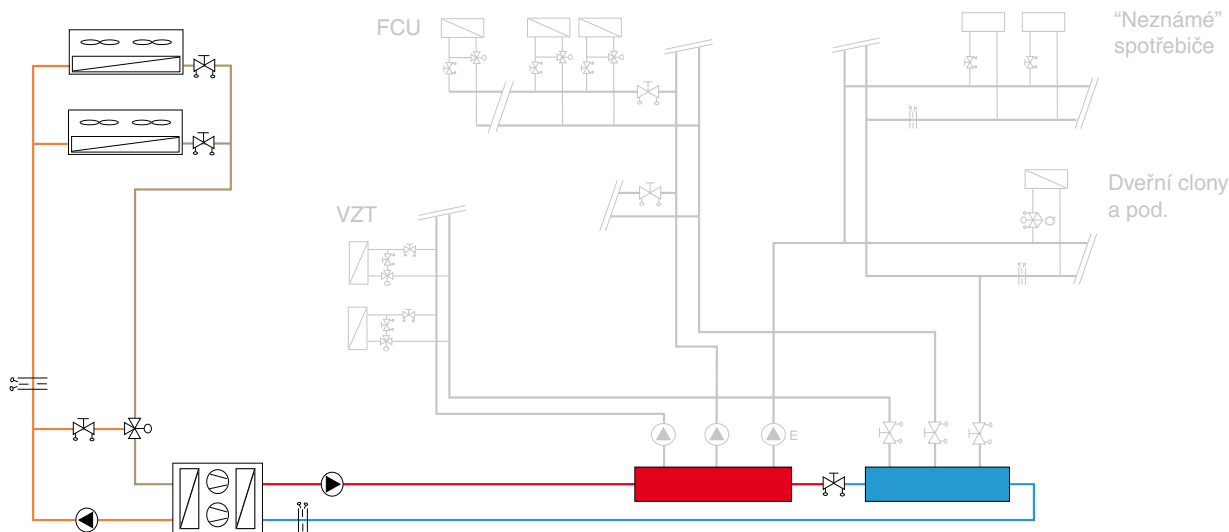 FCU
“Neznámé”
spotřebiče
Dveřní clony
a pod.
VZT
E